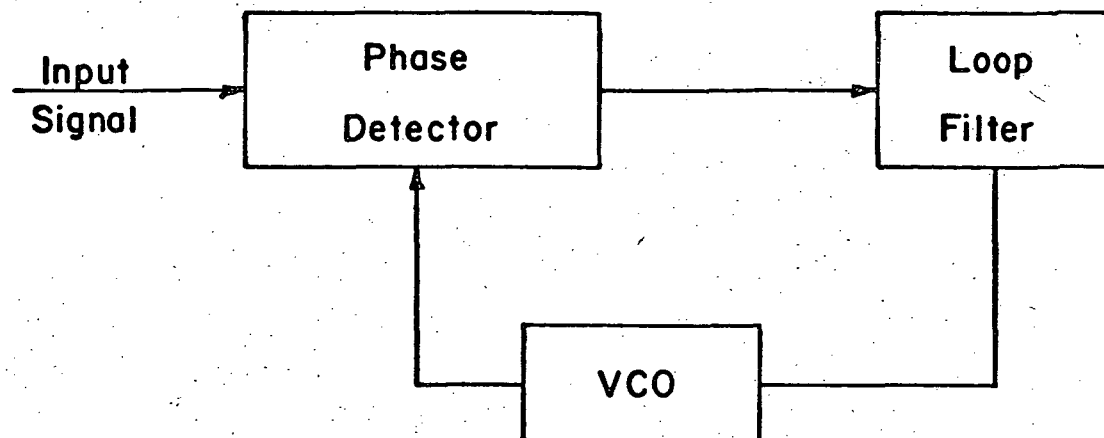 Input
Signal
Phase
Detector
Loop
Filter
VCO